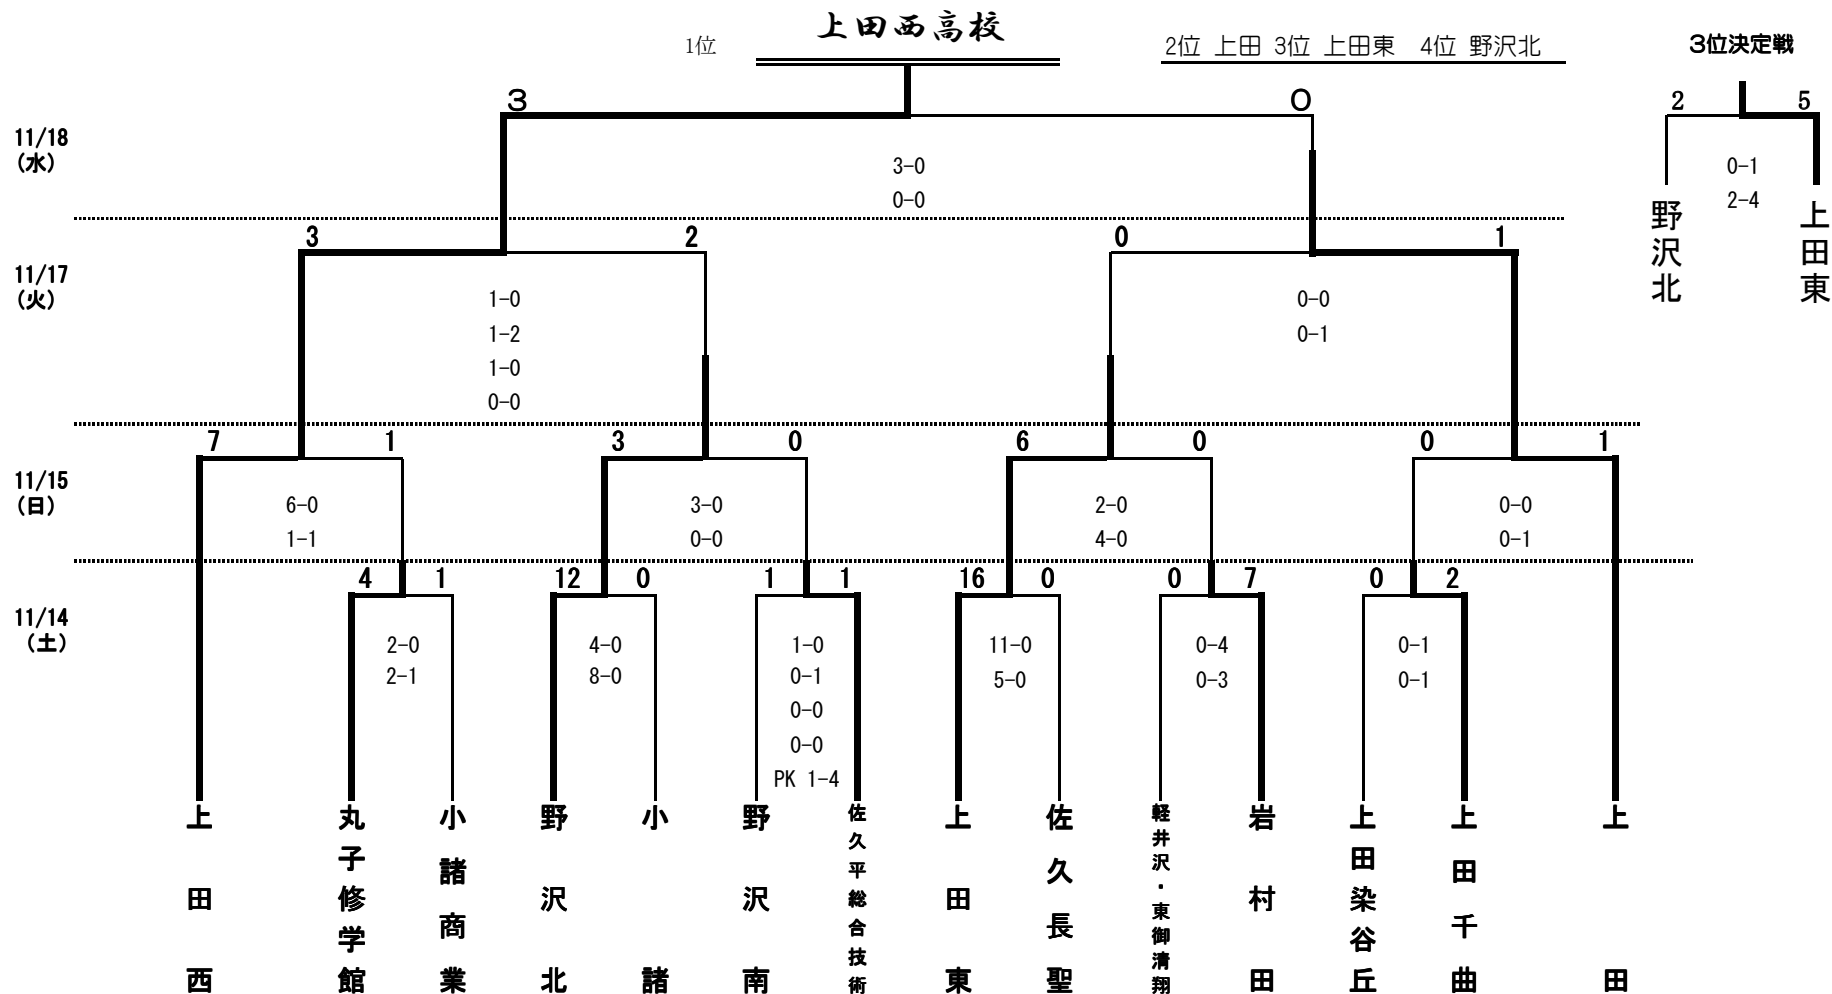 上田西高校
1位
2位 上田 3位 上田東 4位 野沢北
3位決定戦
3 0
2 5
11/18
(水)
3-0
0-0
0-1
2-4
野沢北
上田東
3 2 0 1
11/17
(火)
1-0
1-2
1-0
0-0
0-0
0-1
7 1 3 0 6 0 0 1
11/15
(日)
6-0
1-1
3-0
0-0
2-0
4-0
0-0
0-1
4 1 12 0 1 1 16 0 0 7 0 2
11/14
(土)
2-0
2-1
4-0
8-0
1-0
0-1
0-0
0-0
PK 1-4
11-0
5-0
0-4
0-3
0-1
0-1
上田西
丸子修学館
小諸商業
野沢北
小諸
野沢南
佐久平総合技術
上田東
佐久長聖
軽井沢・東御清翔
岩村田
上田染谷丘
上田千曲
上田